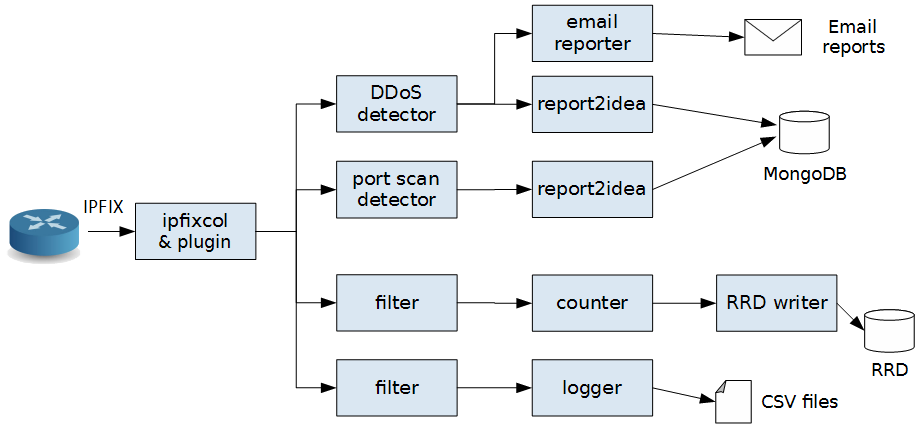 email
reporter
Email
reports
DDoS
detector
report2idea
MongoDB
port scan
detector
report2idea
IPFIX
ipfixcol
& plugin
filter
counter
RRD writer
RRD
filter
logger
CSV files